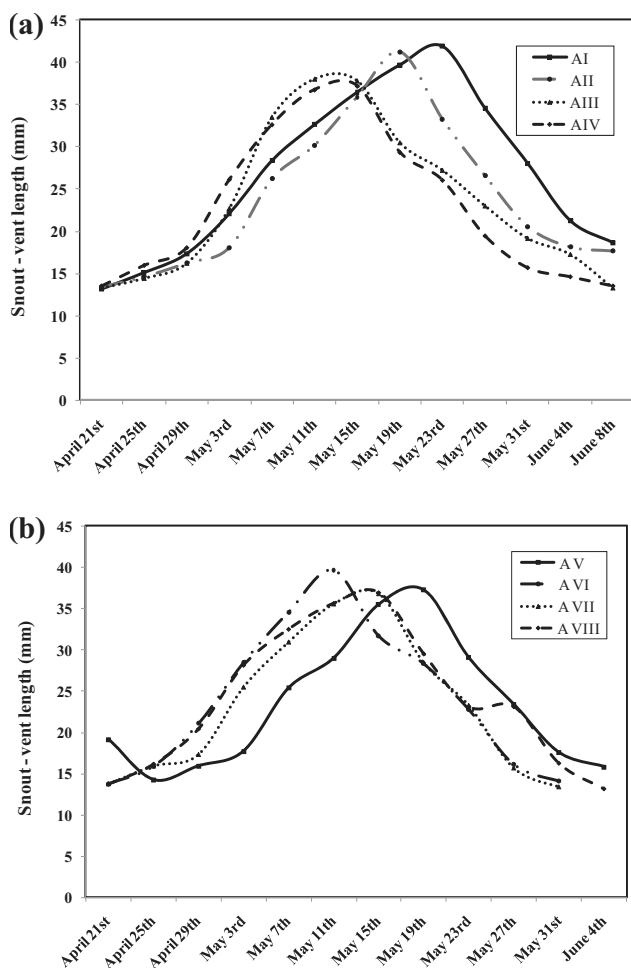 (a)
45
40
35
30
25
20
15
10
5
0
Snout - vent length (mm)
AI
AII
AIII
AIV
April 21st
April 25th
April 29th
May 3rd
May 7th
May 11th
May 15th
May 19th
May 23rd
May 27th
May 31st
June 4th
June 8th
(b)
45
40
35
30
25
20
15
10
5
0
Snout - vent length (mm)
A V
A VI
A VII
A VIII
April 21st
April 25th
April 29th
May 3rd
May 7th
May 11th
May 15th
May 19th
May 23rd
May 27th
May 31st
June 4th